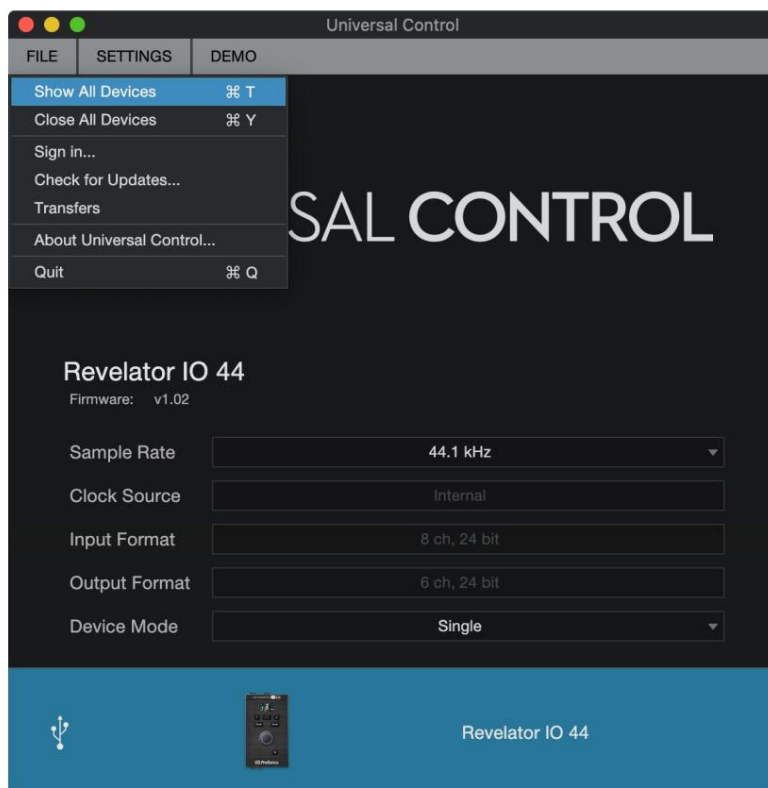 Universal Control
FILE SETTINGS DEMO
Show All Devices ⌘ T
Close All Devices ⌘ Y
Sign in...
Check for Updates...
Transfers
About Universal Control...
Quit ⌘ Q
SAL CONTROL
Revelator IO 44
Firmware: v1.02
Sample Rate 44.1 kHz
Clock Source Internal
Input Format 8 ch, 24 bit
Output Format 6 ch, 24 bit
Device Mode Single
Revelator IO 44
PreSonus